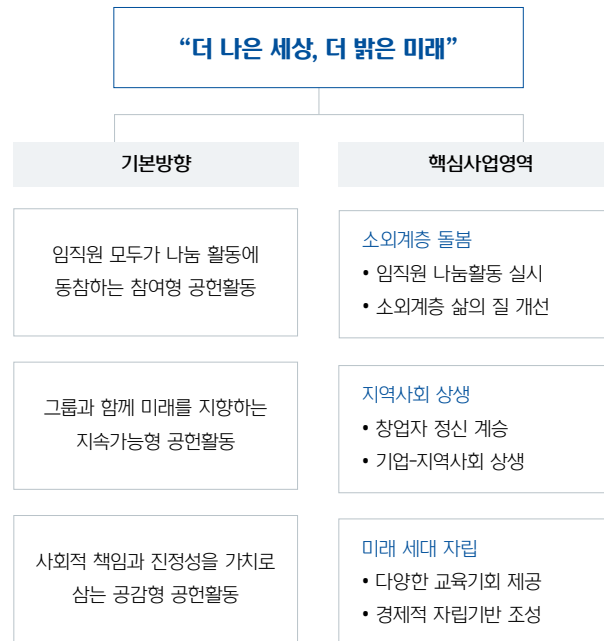 “더 나은 세상, 더 밝은 미래”
기본방향
임직원 모두가 나눔 활동에
동참하는 참여형 공헌활동
그룹과 함께 미래를 지향하는
지속가능형 공헌활동
사회적 책임과 진정성을 가치로
삼는 공감형 공헌활동
핵심사업영역
소외계층 돌봄
• 임직원 나눔활동 실시
• 소외계층 삶의 질 개선
지역사회 상생
• 창업자 정신 계승
• 기업-지역사회 상생
미래 세대 자립
• 다양한 교육기회 제공
• 경제적 자립기반 조성